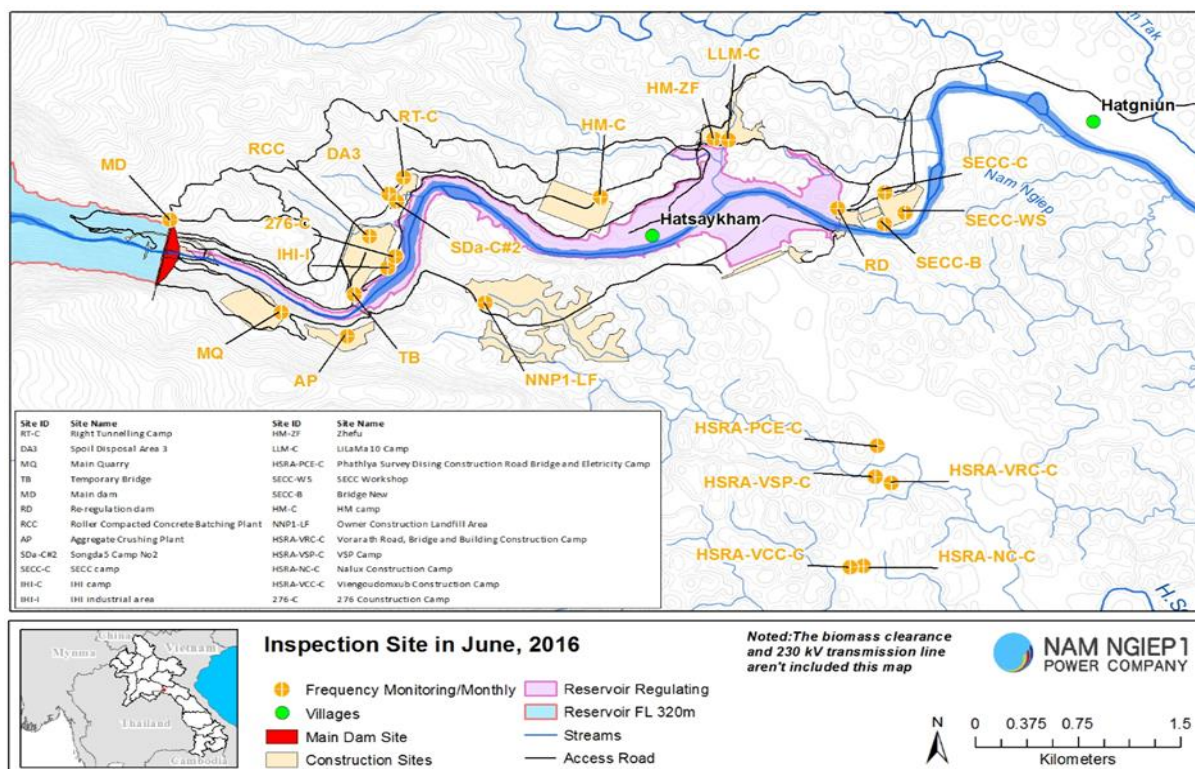 m Tak
LLM-C
HM-ZF
Hatgniun
RT-C
HM-C
RCC
DA3
SECC-C
MD
Nam Ngiep
276-C
Hatsaykham
SECC-WS
IHI-I
SDa-C#2
RD
SECC-B
MQ
TB
AP
NNP1-LF
HSRA-PCE-C
HSRA-VRC-C
HSRA-VSP-C
HSRA-VCC-C
HSRA-NC-C
H.S
Site ID Site Name Site ID Site Name
RT-C Right Tunnelling Camp HM-ZF Zhefu
DA3 Spoil Disposal Area 3 LLM-C LiLaMa10 Camp
MQ Main Quarry HSRA-PCE-C Phathlya Survey Dising Construction Road Bridge and Eletricity Camp
TB Temporary Bridge SECC-WS SECC Workshop
MD Main dam SECC-B Bridge New
RD Re-regulation dam HM-C HM camp
RCC Roller Compacted Concrete Batching Plant NNP1-LF Owner Construction Landfill Area
AP Aggregate Crushing Plant HSRA-VRC-C Vorarath Road, Bridge and Building Construction Camp
SDa-C#2 Songda5 Camp No2 HSRA-VSP-C VSP Camp
SECC-C SECC camp HSRA-NC-C Nalux Construction Camp
IHI-C IHI camp HSRA-VCC-C Viengoudomxub Construction Camp
IHI-I IHI industrial area 276-C 276 Counstruction Camp
China
Mynma
Vietnam
Thailand
Cambodia
Inspection Site in June, 2016
Frequency Monitoring/Monthly
Villages
Main Dam Site
Construction Sites
Reservoir Regulating
Reservoir FL 320m
Streams
Access Road
Noted:The biomass clearance
and 230 kV transmission line
aren't included this map
NAM NGIEP1
POWER COMPANY
N
0 0.375 0.75 1.5
Kilometers